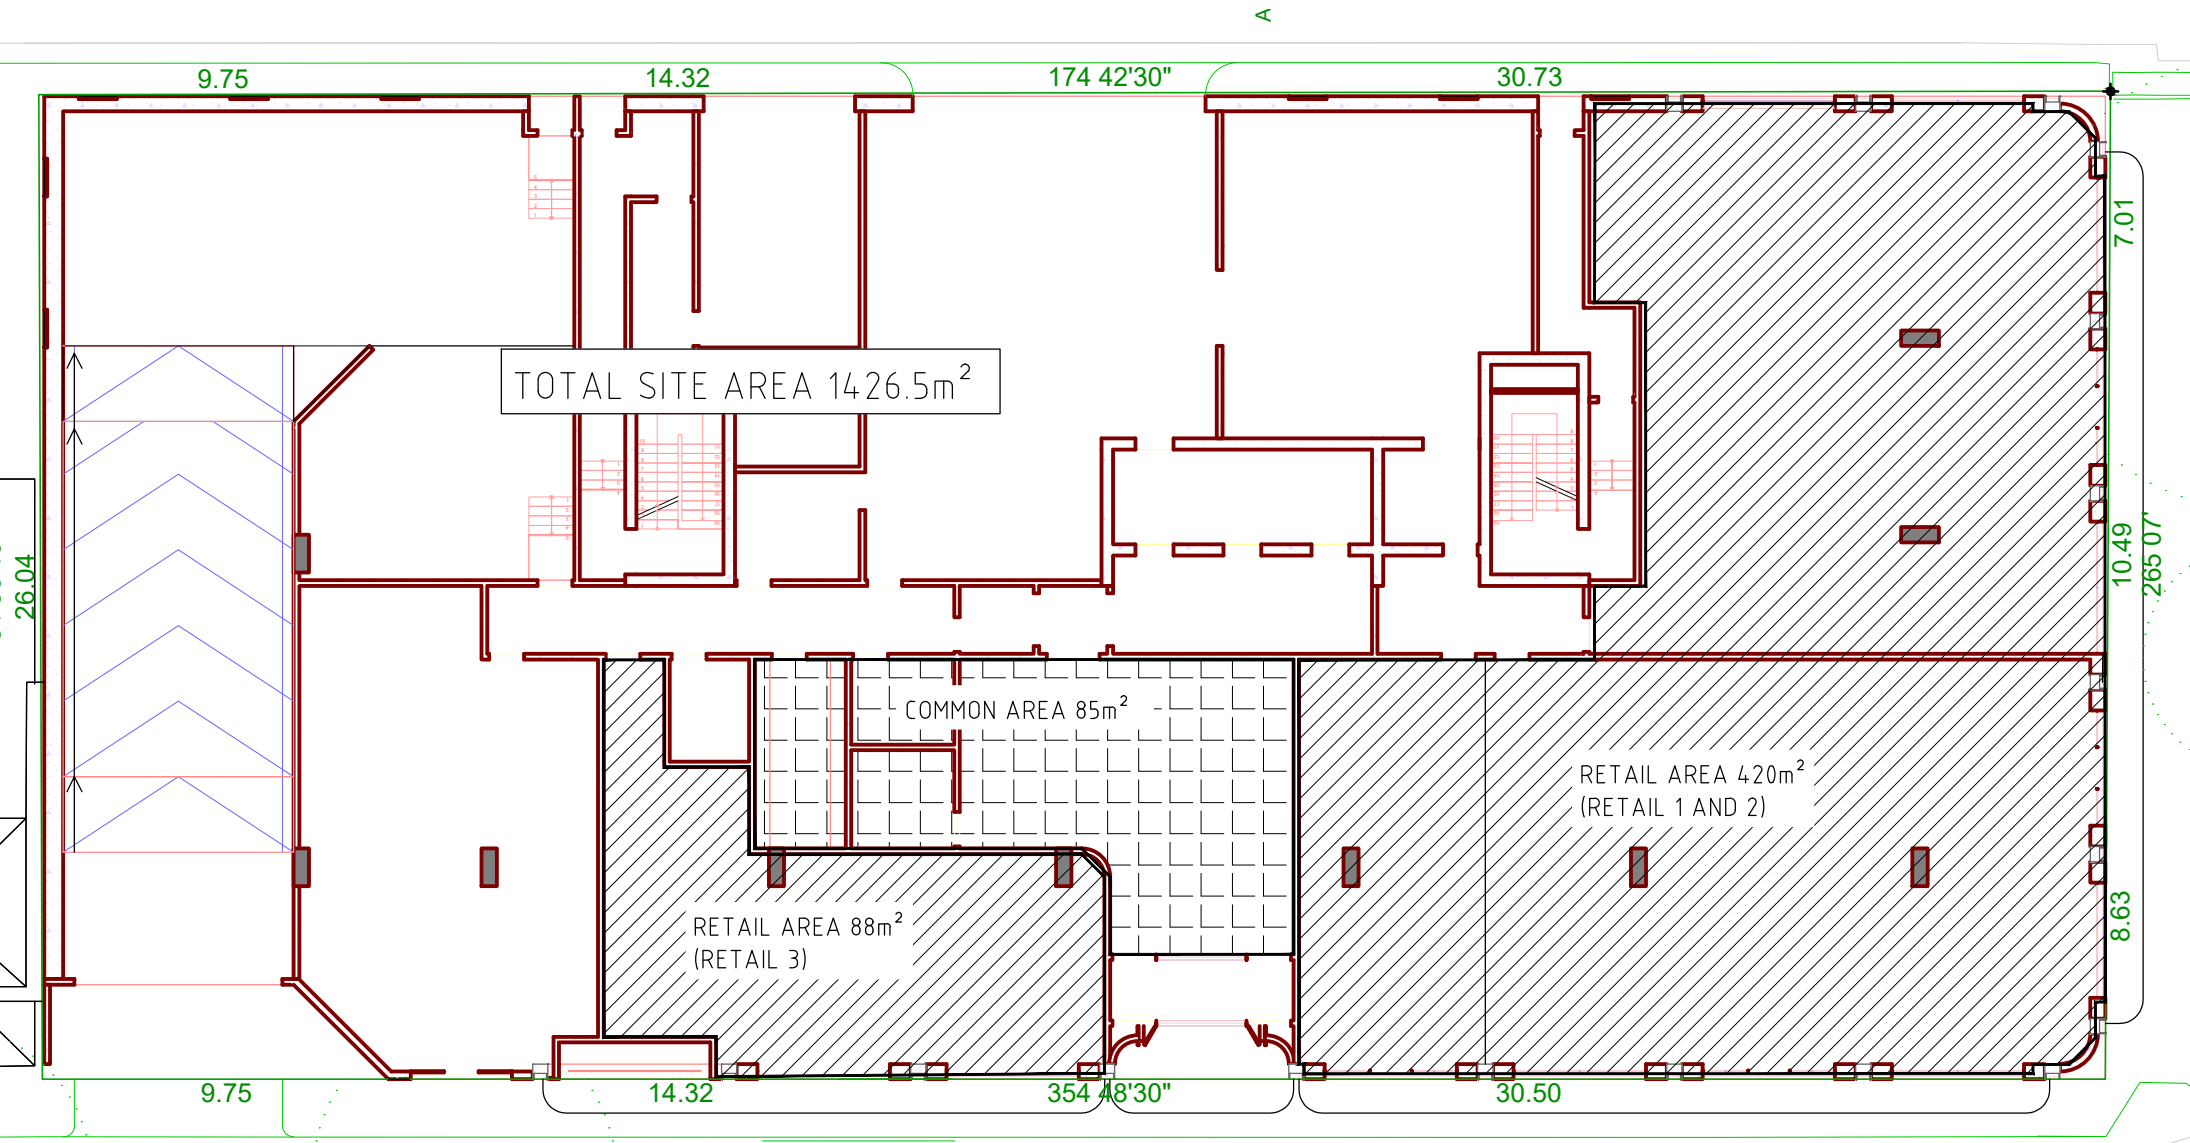 A
9.75
14.32
174 42'30"
30.73
7.01
TOTAL SITE AREA 1426.5m²
26.04
10.49
265 07'
COMMON AREA 85m²
RETAIL AREA 420m²
(RETAIL 1 AND 2)
RETAIL AREA 88m²
(RETAIL 3)
8.63
9.75
14.32
354 48'30"
30.50